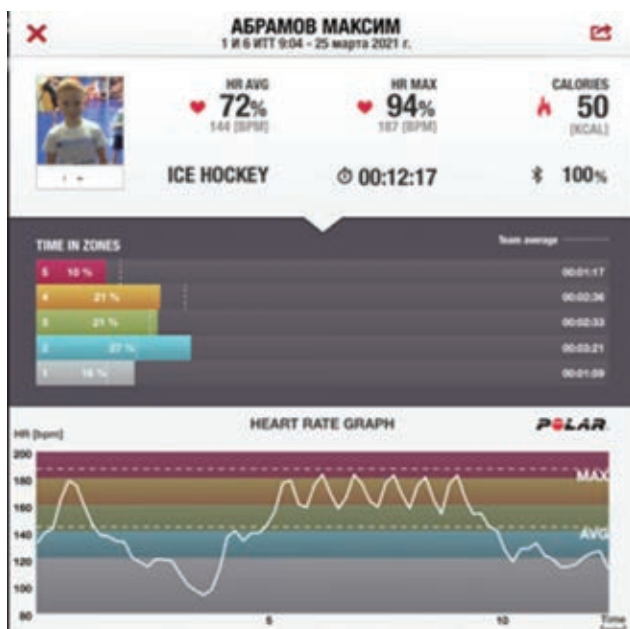 АБРАМОВ МАКСИМ
1 И 6 ИТТ 9:04 - 25 марта 2021 г.
HR AVG
72%
144 [BPM]
HR MAX
94%
187 [BPM]
CALORIES
50
[KCAL]
ICE HOCKEY
00:12:17
100%
TIME IN ZONES
Team average
5 10 % 00:01:17
4 21 % 00:02:36
3 21 % 00:02:33
2 27 % 00:03:21
1 16 % 00:01:59
HEART RATE GRAPH
POLAR
HR [bpm]
200
180
160
140
120
100
80
MAX
AVG
5
10
Time